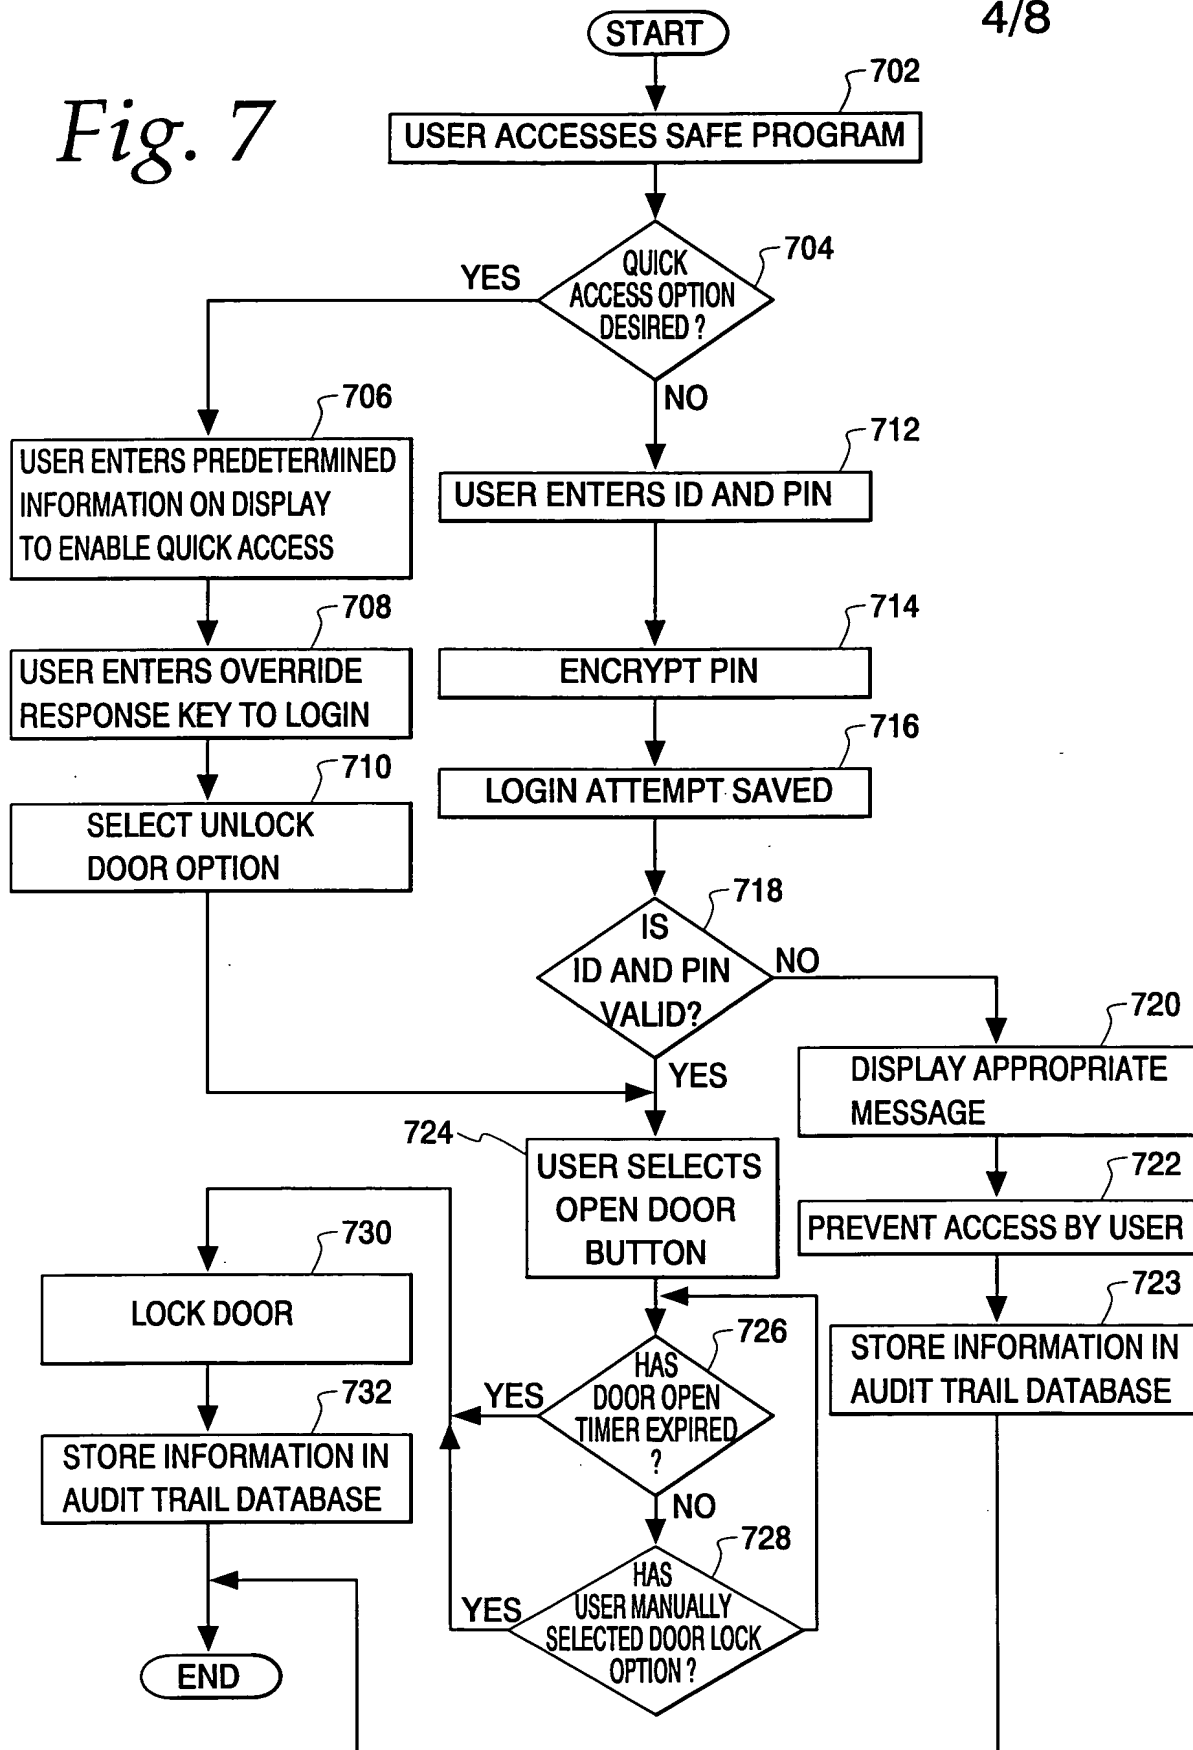 4/8
START
Fig. 7
702
USER ACCESSES SAFE PROGRAM
704
QUICK
ACCESS OPTION
DESIRED ?
YES
NO
706
USER ENTERS PREDETERMINED
INFORMATION ON DISPLAY
TO ENABLE QUICK ACCESS
712
USER ENTERS ID AND PIN
708
USER ENTERS OVERRIDE
RESPONSE KEY TO LOGIN
714
ENCRYPT PIN
710
SELECT UNLOCK
DOOR OPTION
716
LOGIN ATTEMPT SAVED
718
IS
ID AND PIN
VALID?
NO
YES
720
DISPLAY APPROPRIATE
MESSAGE
724
USER SELECTS
OPEN DOOR
BUTTON
722
PREVENT ACCESS BY USER
730
LOCK DOOR
723
STORE INFORMATION IN
AUDIT TRAIL DATABASE
726
HAS
DOOR OPEN
TIMER EXPIRED
?
YES
NO
732
STORE INFORMATION IN
AUDIT TRAIL DATABASE
728
HAS
USER MANUALLY
SELECTED DOOR LOCK
OPTION ?
YES
END